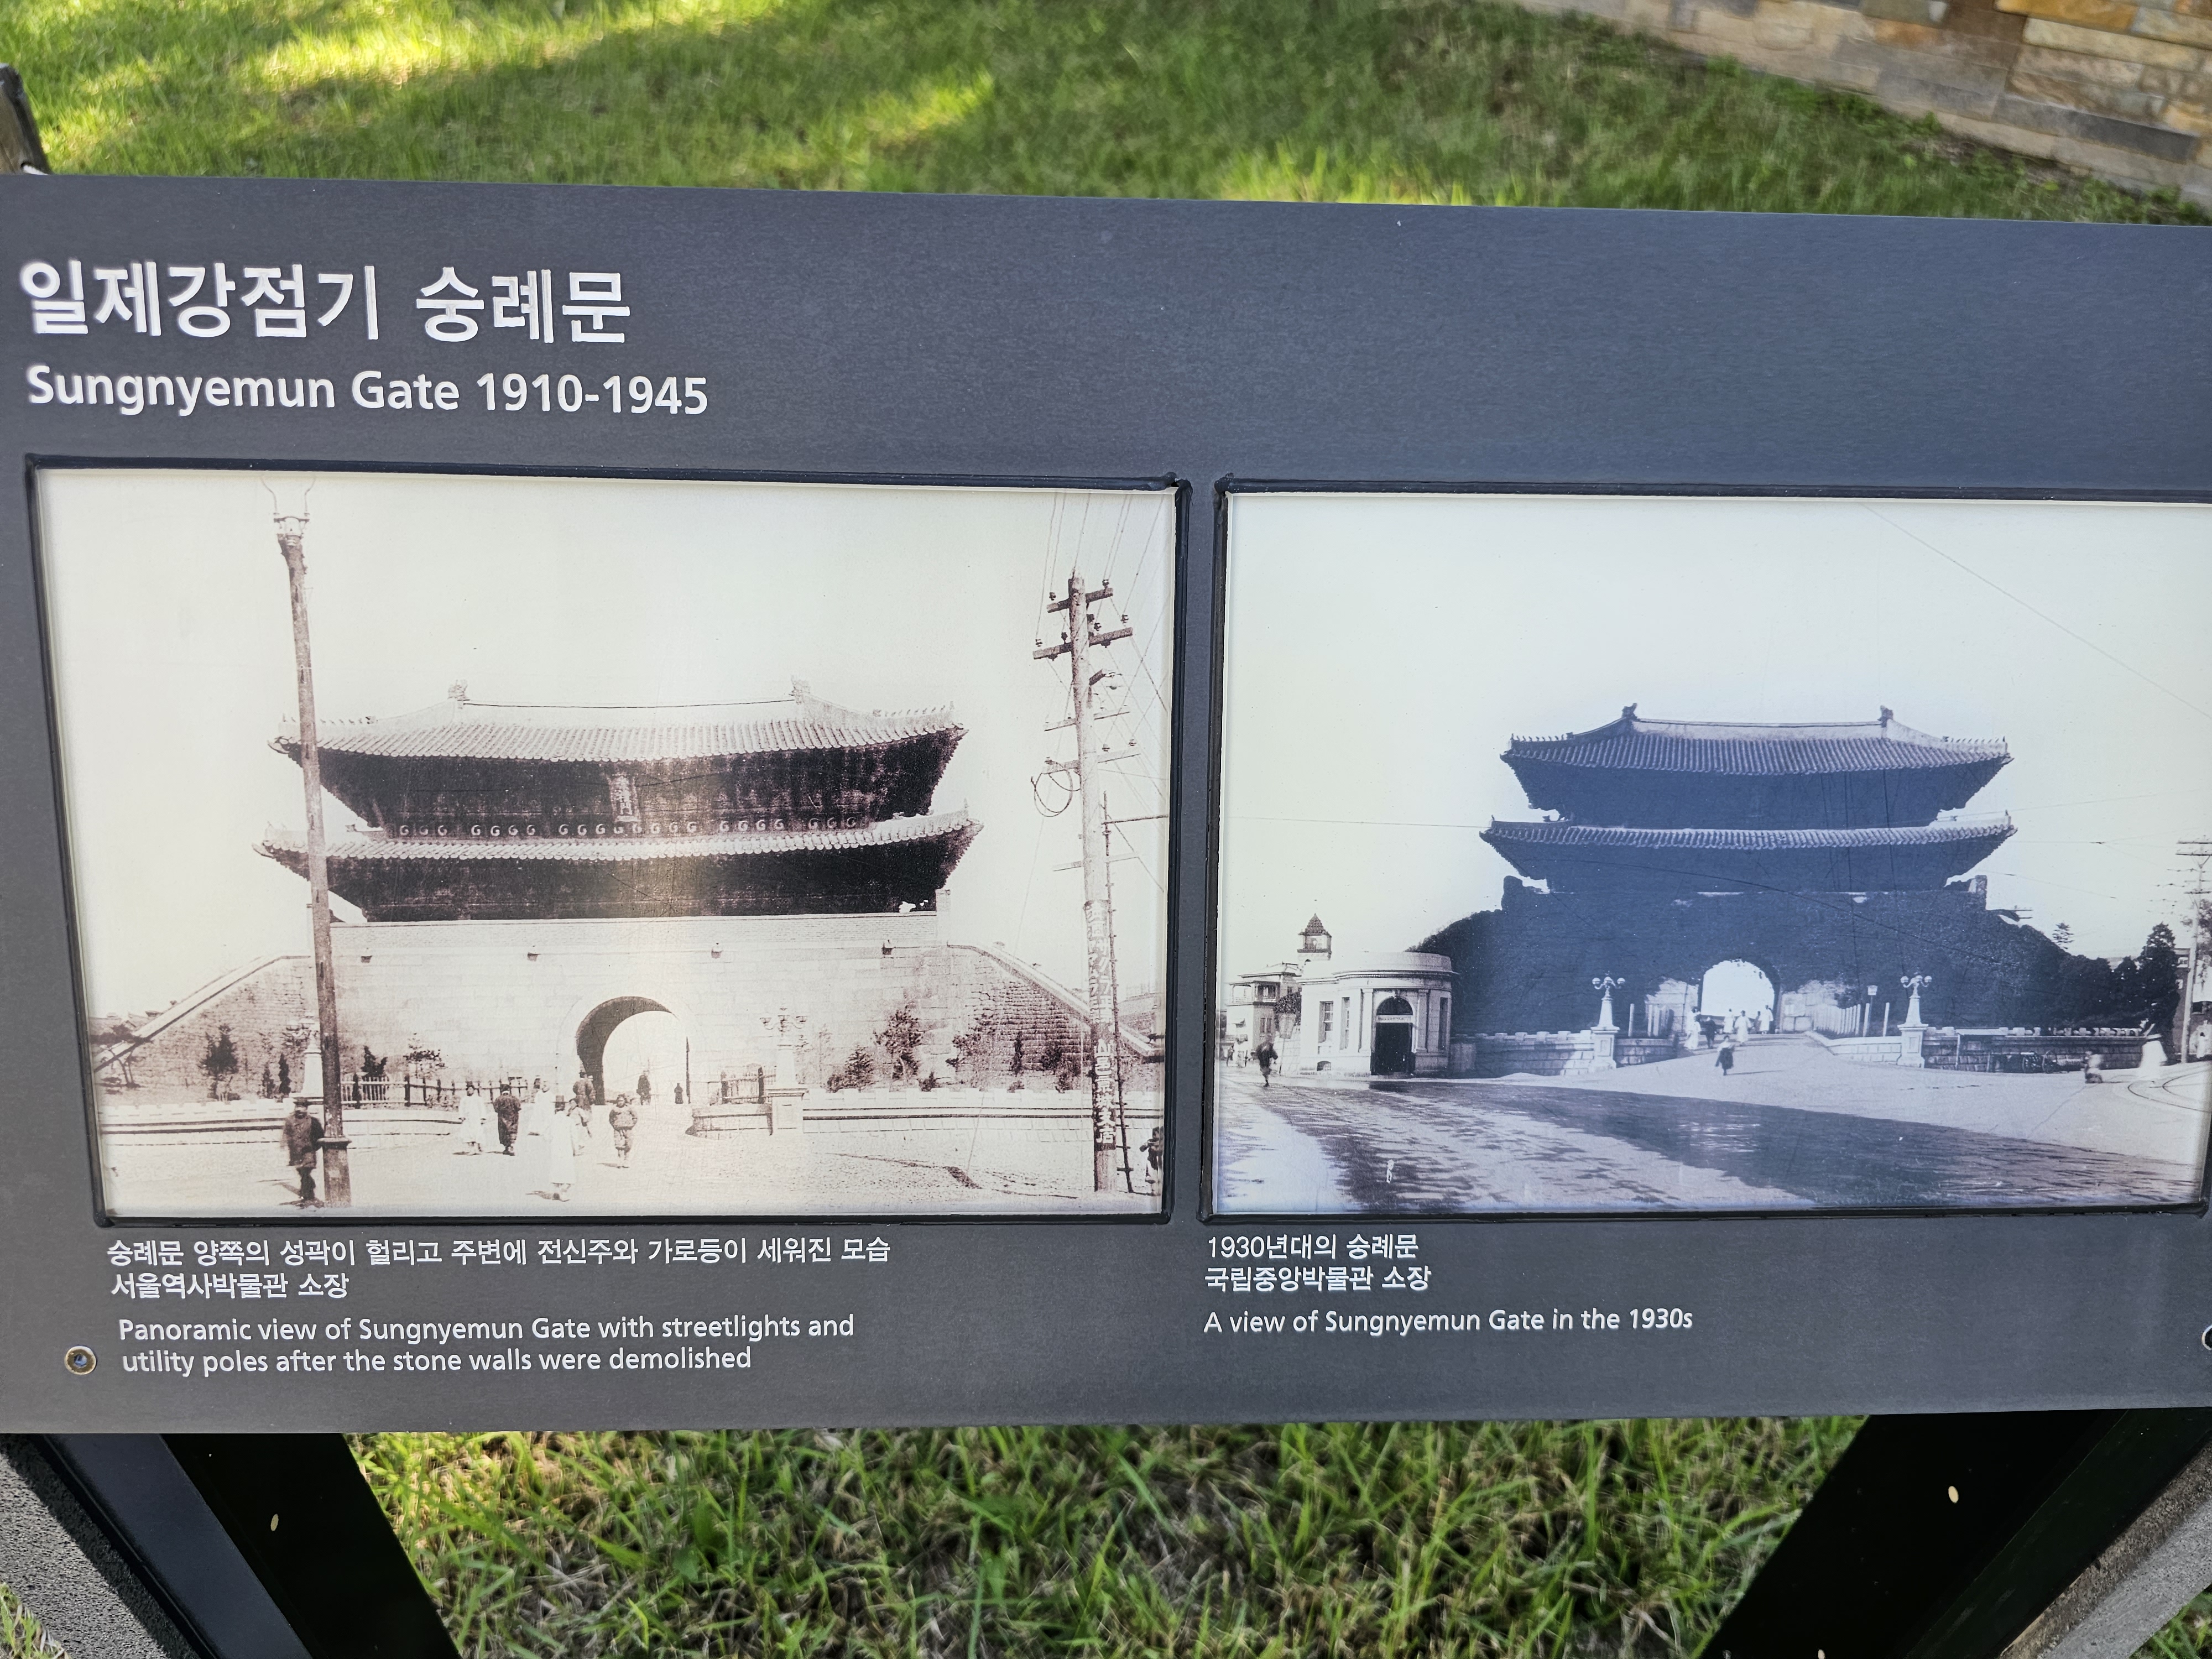 일제강점기 숭례문
Sungnyemun Gate 1910-1945
숭례문 양쪽의 성곽이 헐리고 주변에 전신주와 가로등이 세워진 모습
서울역사박물관 소장
Panoramic view of Sungnyemun Gate with streetlights and
utility poles after the stone walls were demolished
1930년대의 숭례문
국립중앙박물관 소장
A view of Sungnyemun Gate in the 1930s